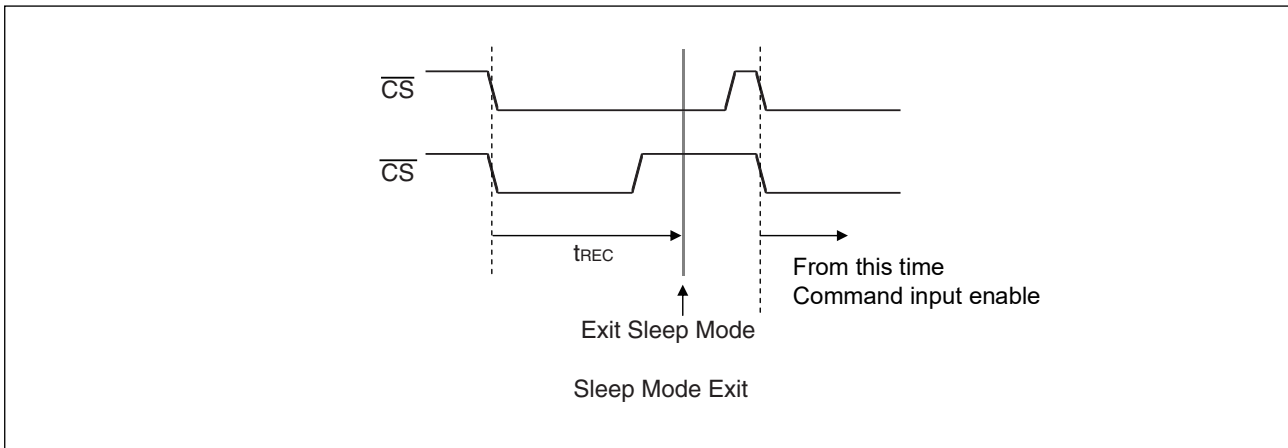 CS
CS
tREC
From this time
Command input enable
Exit Sleep Mode
Sleep Mode Exit